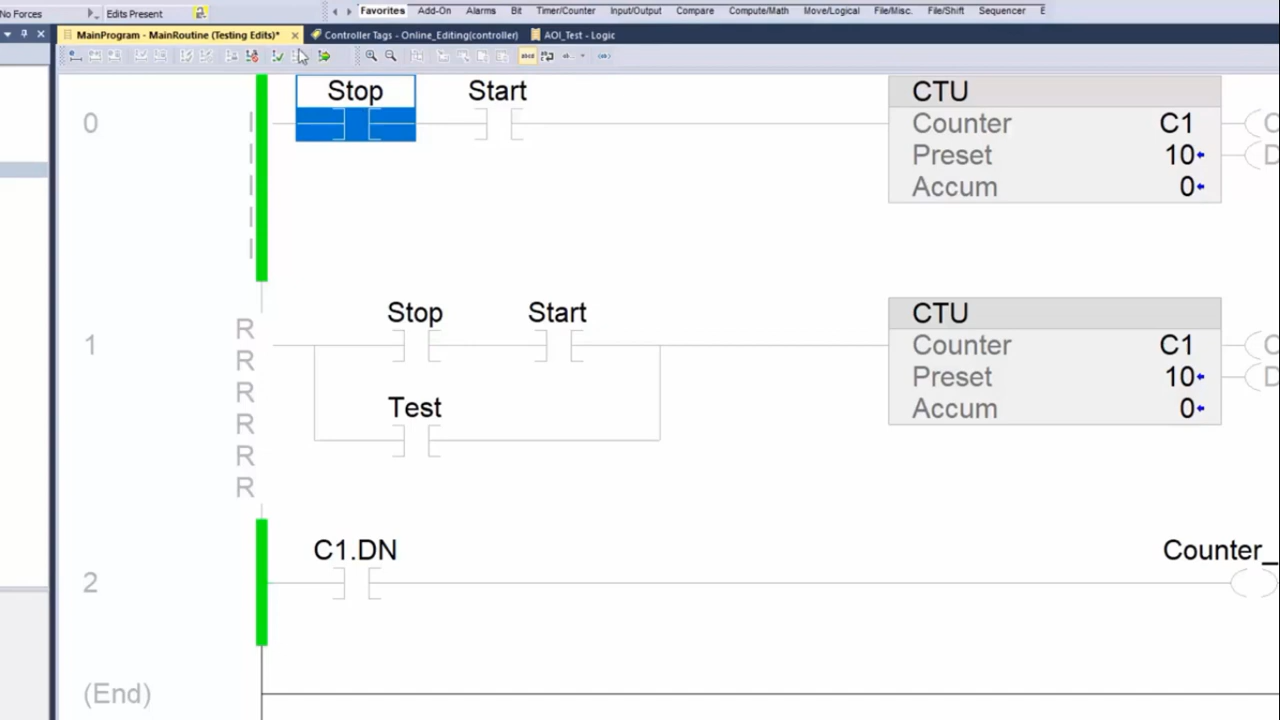 No Forces
Edits Present
Favorites Add-On Alarms Bit Timer/Counter Input/Output Compare Compute/Math Move/Logical File/Misc. File/Shift Sequencer E
MainProgram - MainRoutine (Testing Edits)* Controller Tags - Online_Editing(controller) AOI_Test - Logic
0
I
I
I
I
I
Stop Start
CTU
Counter C1
Preset 10
Accum 0
1
R
R
R
R
R
R
Stop Start
Test
CTU
Counter C1
Preset 10
Accum 0
2
C1.DN
Counter_
(End)